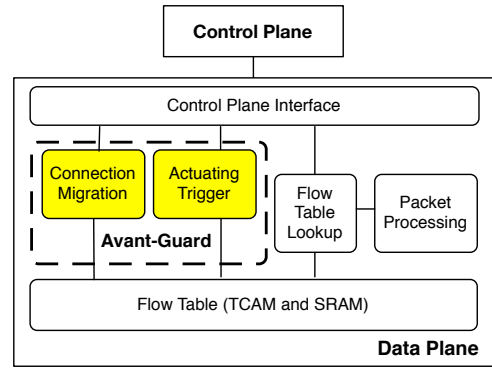 Control Plane
Control Plane Interface
Connection
Migration
Actuating
Trigger
Flow
Table
Lookup
Packet
Processing
Avant-Guard
Flow Table (TCAM and SRAM)
Data Plane